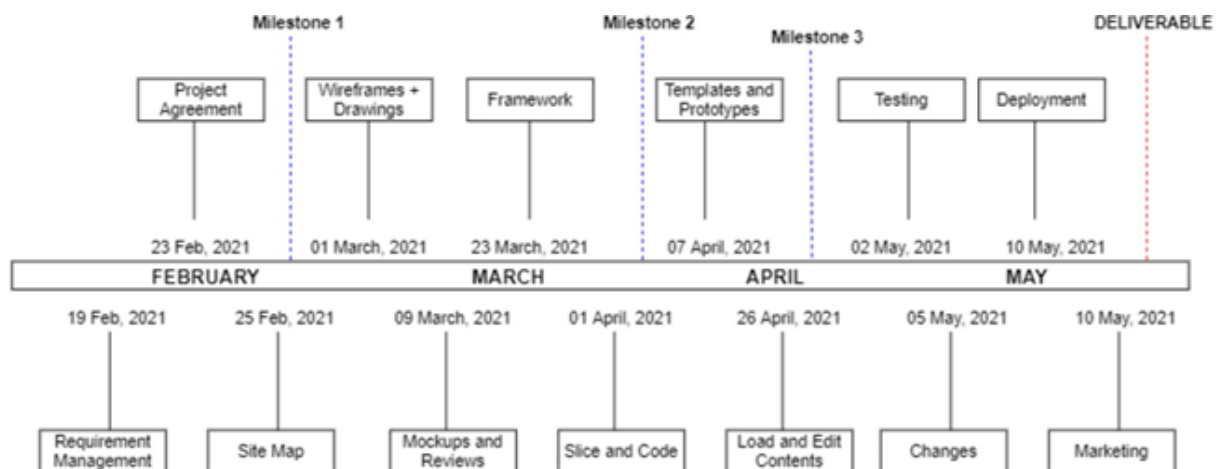 Milestone 1
Milestone 2
DELIVERABLE
Milestone 3
Project
Agreement
Wireframes +
Drawings
Framework
Templates and
Prototypes
Testing
Deployment
23 Feb, 2021
01 March, 2021
23 March, 2021
07 April, 2021
02 May, 2021
10 May, 2021
FEBRUARY
MARCH
APRIL
MAY
19 Feb, 2021
25 Feb, 2021
09 March, 2021
01 April, 2021
26 April, 2021
05 May, 2021
10 May, 2021
Requirement
Management
Site Map
Mockups and
Reviews
Slice and Code
Load and Edit
Contents
Changes
Marketing